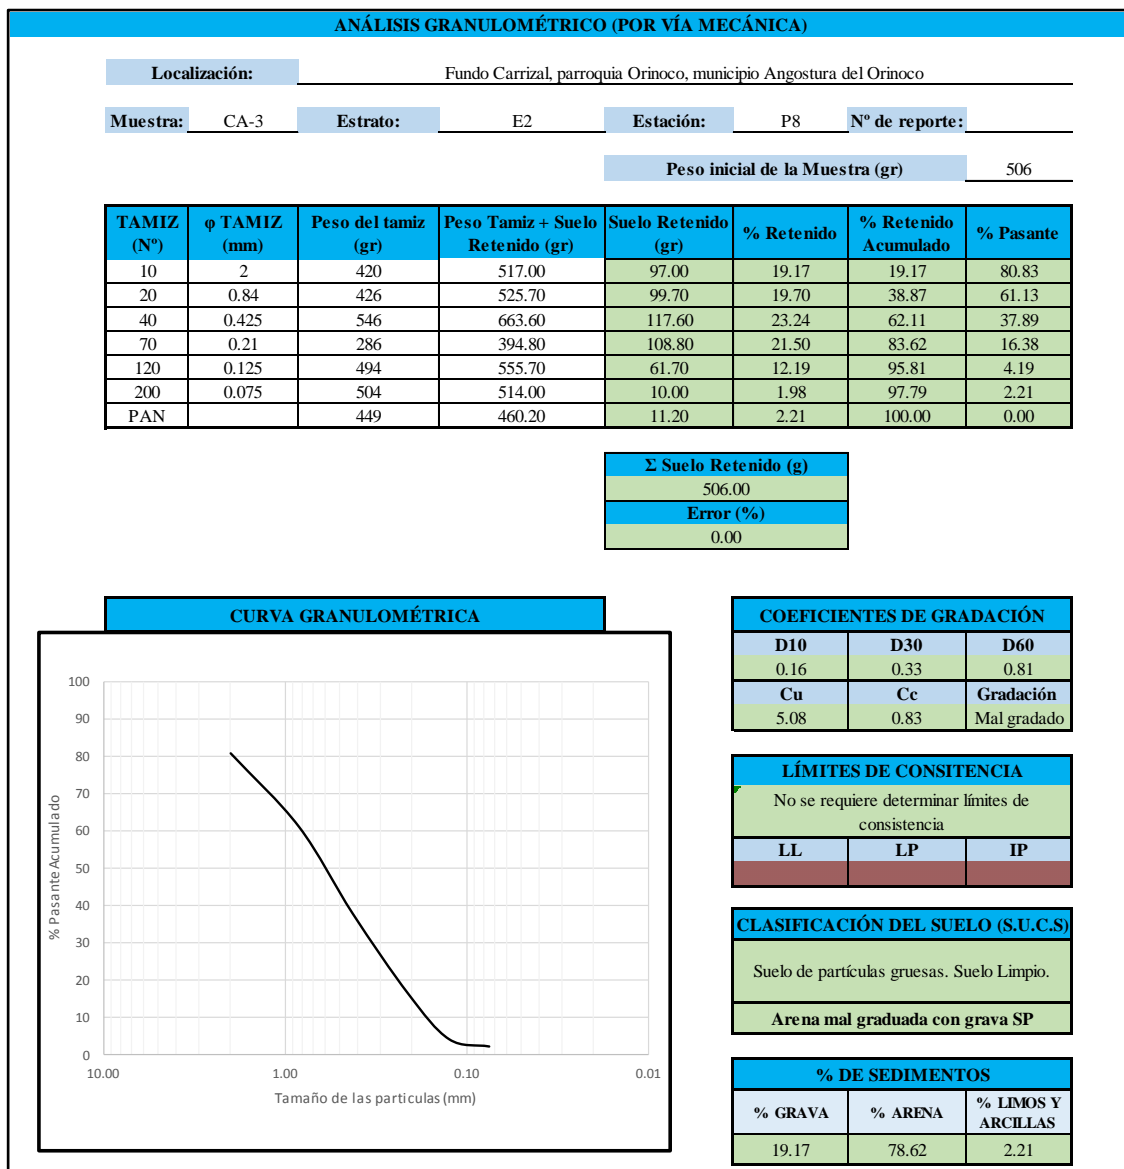 ANÁLISIS GRANULOMÉTRICO (POR VÍA MECÁNICA)
Localización: Fundo Carrizal, parroquia Orinoco, municipio Angostura del Orinoco
Muestra: CA-3 Estrato: E2 Estación: P8 Nº de reporte:
Peso inicial de la Muestra (gr) 506
TAMIZ (Nº) φ TAMIZ (mm) Peso del tamiz (gr) Peso Tamiz + Suelo Retenido (gr) Suelo Retenido (gr) % Retenido % Retenido Acumulado % Pasante
10 2 420 517.00 97.00 19.17 19.17 80.83
20 0.84 426 525.70 99.70 19.70 38.87 61.13
40 0.425 546 663.60 117.60 23.24 62.11 37.89
70 0.21 286 394.80 108.80 21.50 83.62 16.38
120 0.125 494 555.70 61.70 12.19 95.81 4.19
200 0.075 504 514.00 10.00 1.98 97.79 2.21
PAN 449 460.20 11.20 2.21 100.00 0.00
Σ Suelo Retenido (g)
506.00
Error (%)
0.00
CURVA GRANULOMÉTRICA
% Pasante Acumulado
100
90
80
70
60
50
40
30
20
10
0
10.00 1.00 0.10 0.01
Tamaño de las particulas (mm)
COEFICIENTES DE GRADACIÓN
D10 D30 D60
0.16 0.33 0.81
Cu Cc Gradación
5.08 0.83 Mal gradado
LÍMITES DE CONSITENCIA
No se requiere determinar límites de
consistencia
LL LP IP
CLASIFICACIÓN DEL SUELO (S.U.C.S)
Suelo de partículas gruesas. Suelo Limpio.
Arena mal graduada con grava SP
% DE SEDIMENTOS
% GRAVA % ARENA % LIMOS Y ARCILLAS
19.17 78.62 2.21